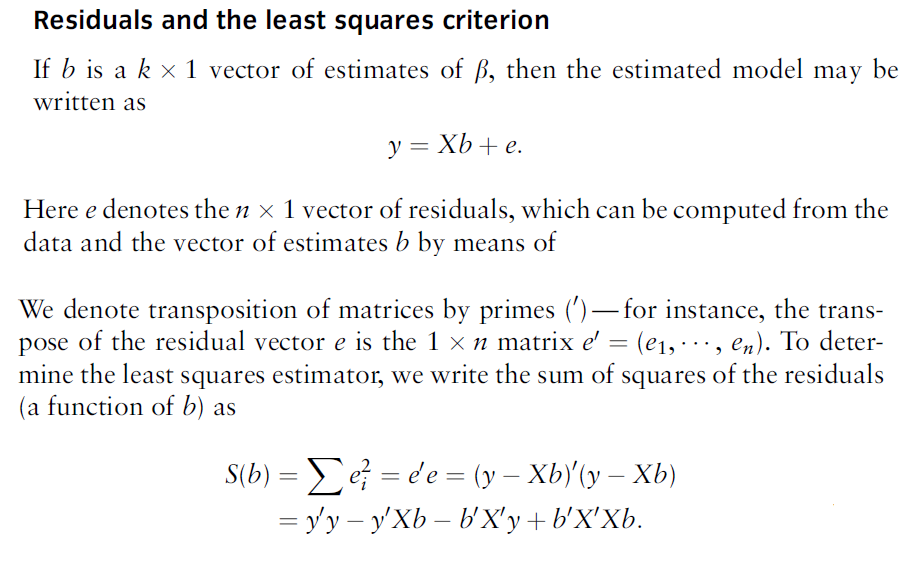 Residuals and the least squares criterion
If b is a k × 1 vector of estimates of β, then the estimated model may be
written as
y = Xb + e.
Here e denotes the n × 1 vector of residuals, which can be computed from the
data and the vector of estimates b by means of
We denote transposition of matrices by primes (′)—for instance, the trans-
pose of the residual vector e is the 1 × n matrix e′ = (e₁, ···, eₙ). To deter-
mine the least squares estimator, we write the sum of squares of the residuals
(a function of b) as
S(b) = ∑ eᵢ² = e′e = (y − Xb)′(y − Xb)
= y′y − y′Xb − b′X′y + b′X′Xb.